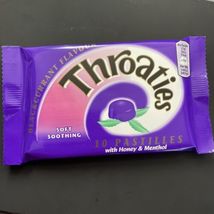 BLACKCURRANT FLAVOUR
Throaties
SOFT
SOOTHING
10 PASTILLES
with Honey & Menthol